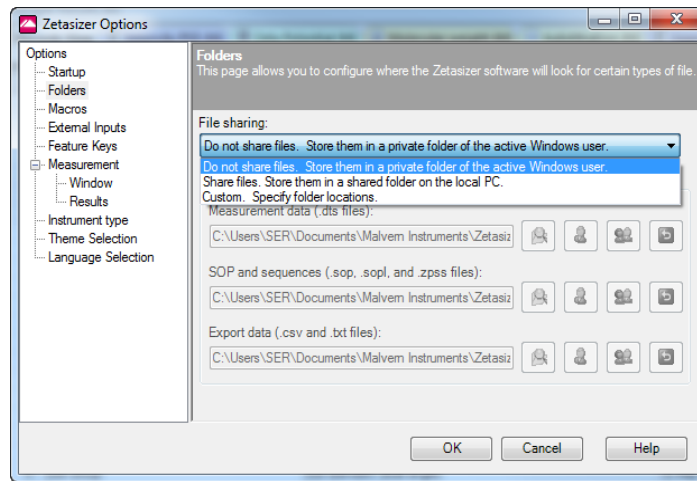 Zetasizer Options
Options
Startup
Folders
Macros
External Inputs
Feature Keys
Measurement
Window
Results
Instrument type
Theme Selection
Language Selection
Folders
This page allows you to configure where the Zetasizer software will look for certain types of file.
File sharing:
Do not share files. Store them in a private folder of the active Windows user.
Do not share files. Store them in a private folder of the active Windows user.
Share files. Store them in a shared folder on the local PC.
Custom. Specify folder locations.
Measurement data (.dts files):
C:\Users\SER\Documents\Malvern Instruments\Zetasiz
SOP and sequences (.sop, .sopl, and .zpss files):
C:\Users\SER\Documents\Malvern Instruments\Zetasiz
Export data (.csv and .txt files):
C:\Users\SER\Documents\Malvern Instruments\Zetasiz
OK Cancel Help